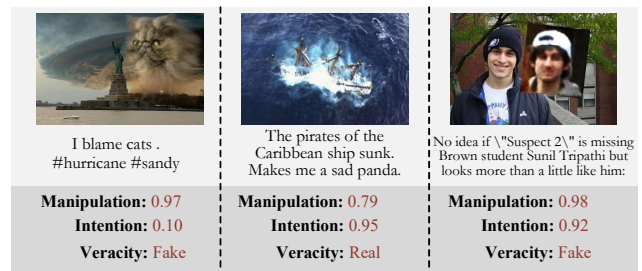 I blame cats .
#hurricane #sandy
Manipulation: 0.97
Intention: 0.10
Veracity: Fake
The pirates of the
Caribbean ship sunk.
Makes me a sad panda.
Manipulation: 0.79
Intention: 0.95
Veracity: Real
No idea if \"Suspect 2\" is missing
Brown student Sunil Tripathi but
looks more than a little like him:
Manipulation: 0.98
Intention: 0.92
Veracity: Fake